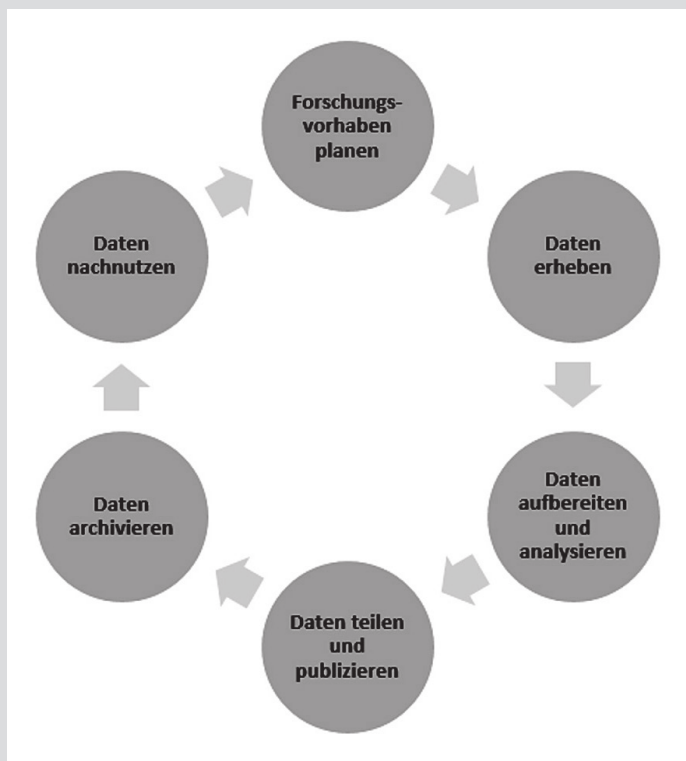 Forschungs-
vorhaben
planen
Daten
erheben
Daten
aufbereiten
und
analysieren
Daten teilen
und
publizieren
Daten
archivieren
Daten
nachnutzen